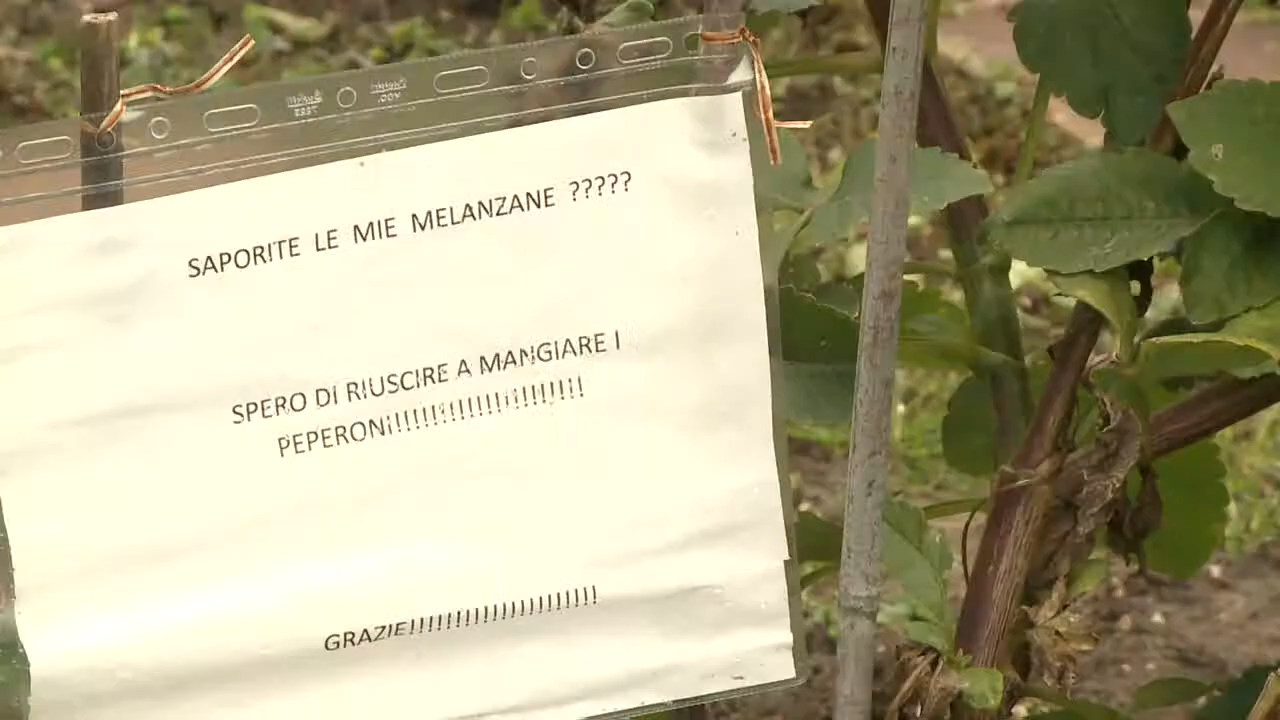 SAPORITE LE MIE MELANZANE ?????
SPERO DI RIUSCIRE A MANGIARE I
PEPERONI!!!!!!!!!!!!!!!!!!!!!
GRAZIE!!!!!!!!!!!!!!!!!!!!!